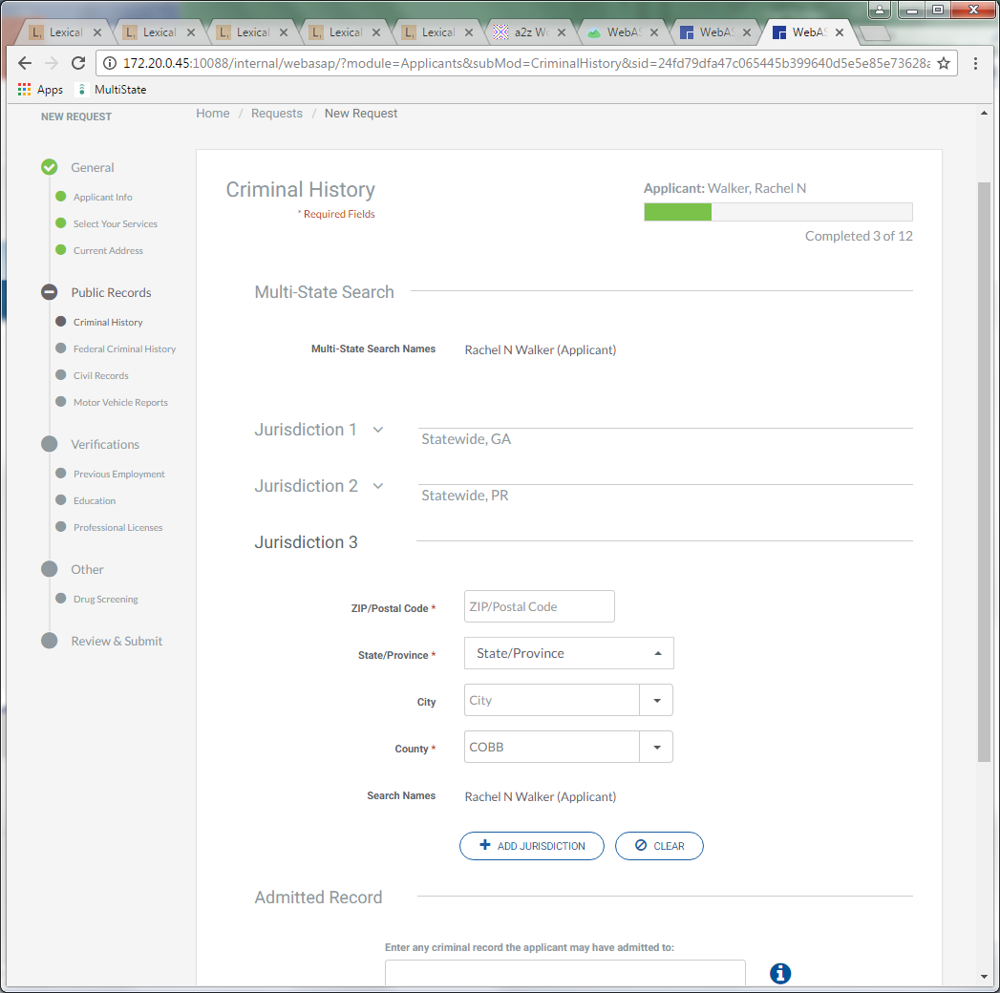 Lexical
Lexical
Lexical
Lexical
Lexical
a2z
WebAS
WebAS
WebAS
172.20.0.45:10088/internal/webasap/?module=Applicants&subMod=CriminalHistory&sid=24fd79dfa47c065445b399640d5e5e85e73628a
Apps
MultiState
NEW REQUEST
Home / Requests / New Request
General
Applicant Info
Select Your Services
Current Address
Public Records
Criminal History
Federal Criminal History
Civil Records
Motor Vehicle Reports
Verifications
Previous Employment
Education
Professional Licenses
Other
Drug Screening
Review & Submit
Criminal History
* Required Fields
Applicant: Walker, Rachel N
Completed 3 of 12
Multi-State Search
Multi-State Search Names Rachel N Walker (Applicant)
Jurisdiction 1
Statewide, GA
Jurisdiction 2
Statewide, PR
Jurisdiction 3
ZIP/Postal Code * ZIP/Postal Code
State/Province * State/Province
City City
County * COBB
Search Names Rachel N Walker (Applicant)
ADD JURISDICTION CLEAR
Admitted Record
Enter any criminal record the applicant may have admitted to: